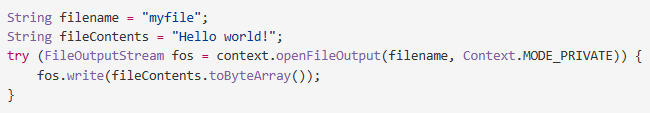 String filename = "myfile";
String fileContents = "Hello world!";
try (FileOutputStream fos = context.openFileOutput(filename, Context.MODE_PRIVATE)) {
    fos.write(fileContents.toByteArray());
}